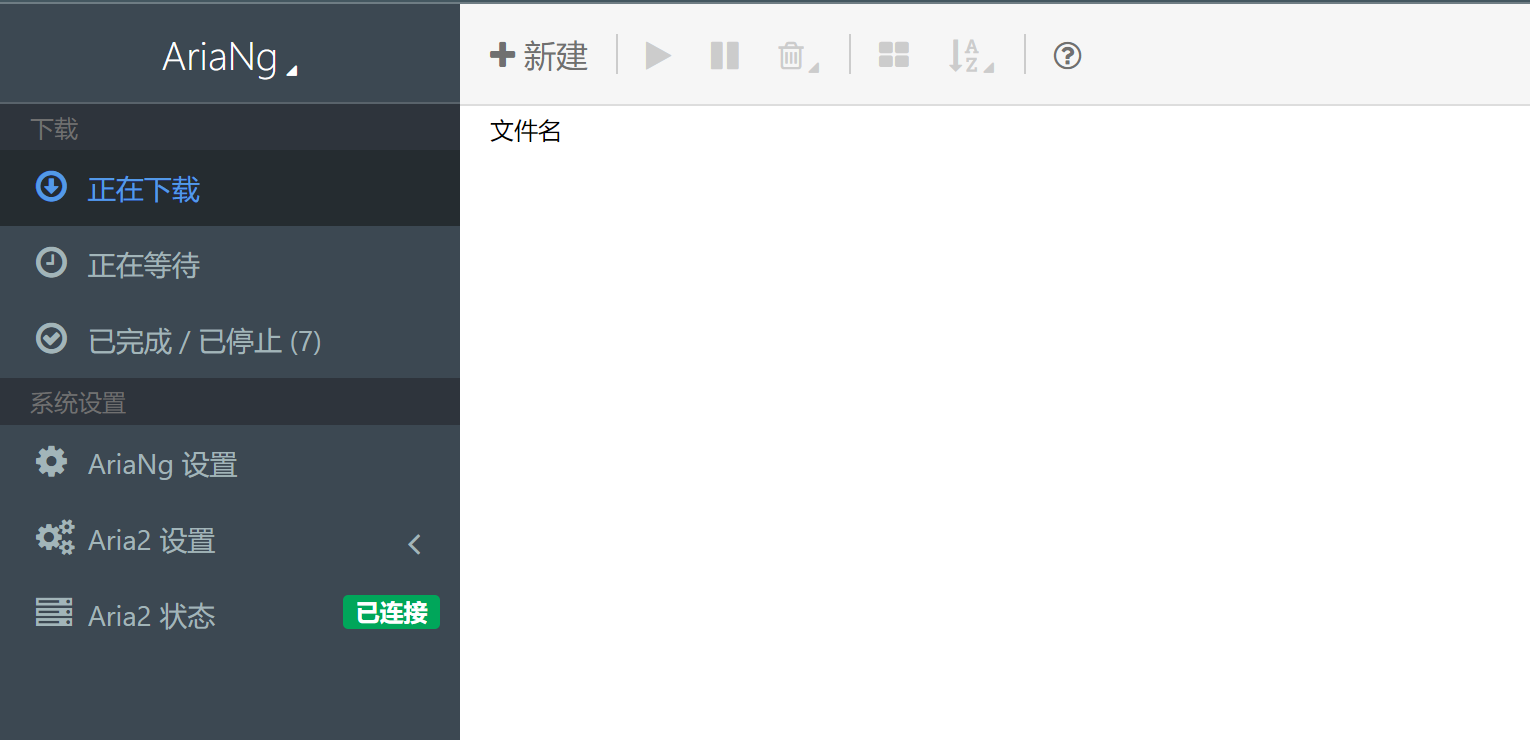 AriaNg
新建
下载
文件名
正在下载
正在等待
已完成 / 已停止 (7)
系统设置
AriaNg 设置
Aria2 设置
Aria2 状态 已连接